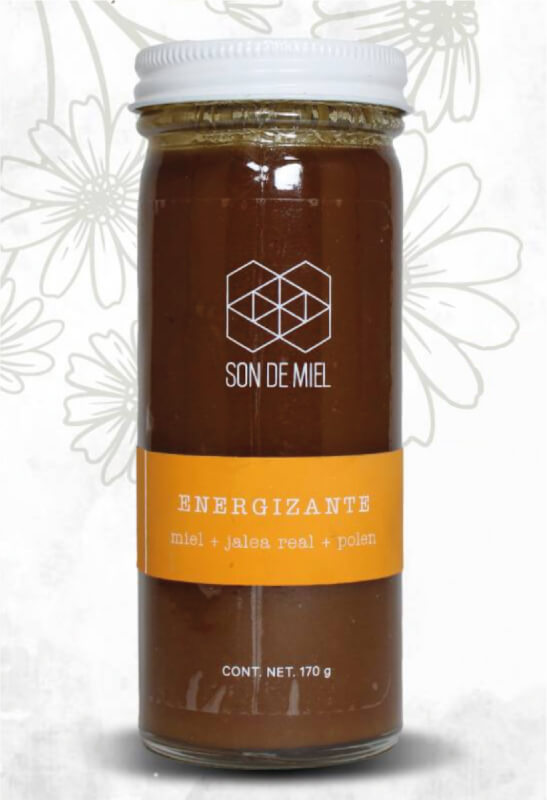 SON DE MIEL
ENERGIZANTE
miel + jalea real + polen
CONT. NET. 170 g